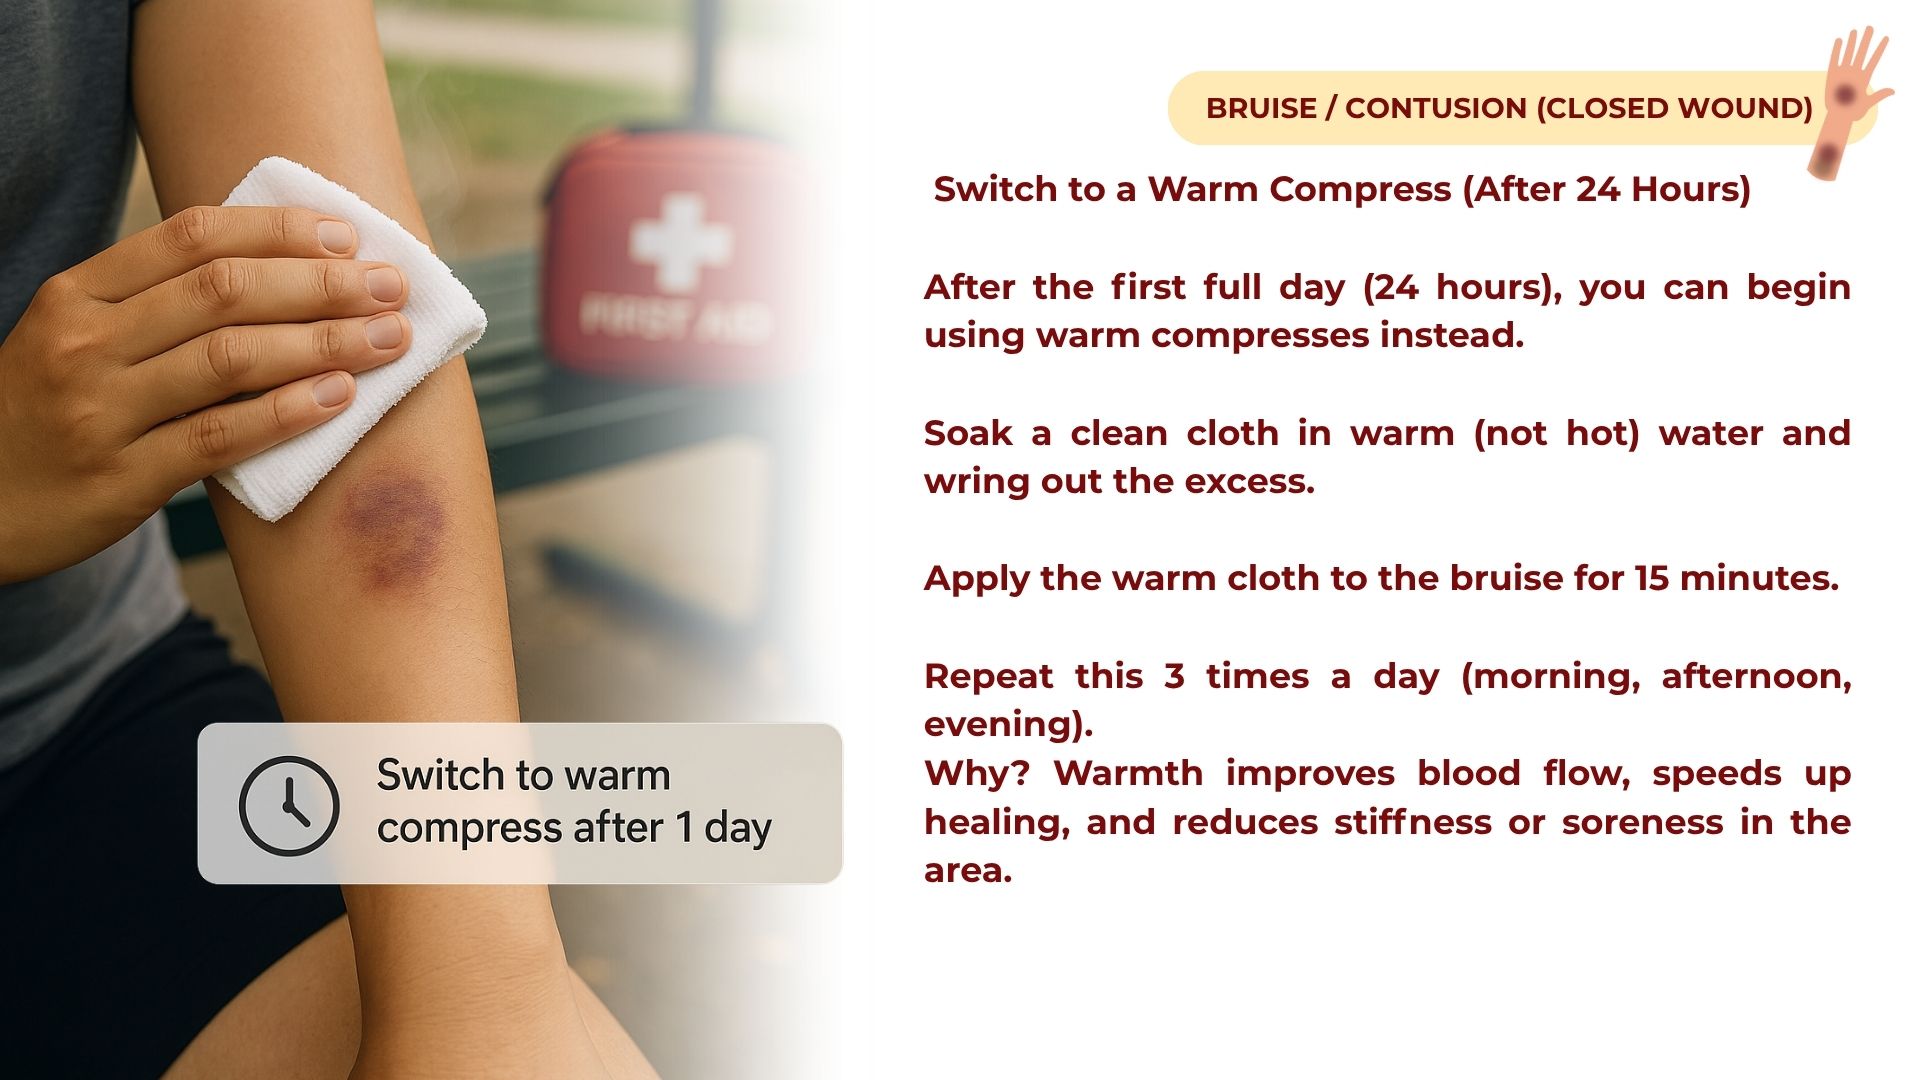 BRUISE / CONTUSION (CLOSED WOUND)
Switch to a Warm Compress (After 24 Hours)
After the first full day (24 hours), you can begin
using warm compresses instead.
Soak a clean cloth in warm (not hot) water and
wring out the excess.
Apply the warm cloth to the bruise for 15 minutes.
Repeat this 3 times a day (morning, afternoon,
evening).
Why? Warmth improves blood flow, speeds up
healing, and reduces stiffness or soreness in the
area.
FIRST AID
Switch to warm
compress after 1 day